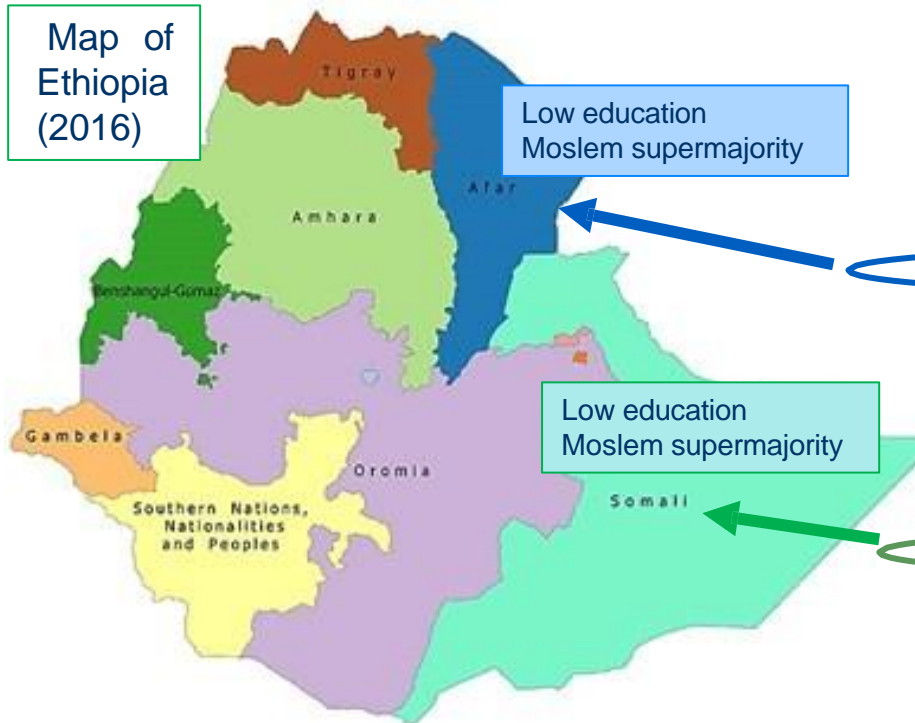 Map of
Ethiopia
(2016)
Tigray
Low education
Moslem supermajority
Afar
Amhara
Benshangul-Gumaz
Low education
Moslem supermajority
Gambela
Oromia
Somali
Southern Nations,
Nationalities
and Peoples